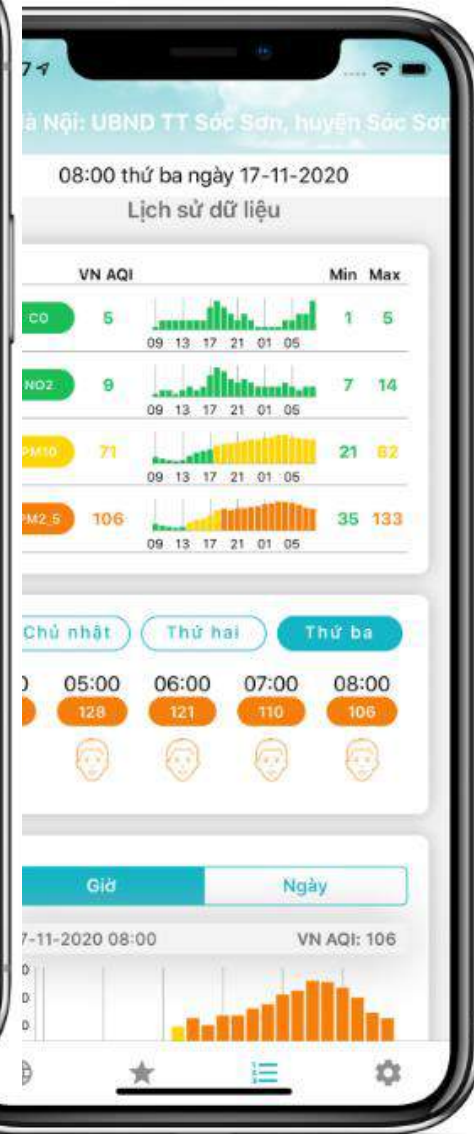 7
à Nội: UBND TT Sóc Sơn, huyện Sóc Sơn
08:00 thứ ba ngày 17-11-2020
Lịch sử dữ liệu
VN AQI Min Max
CO 5 1 5
09 13 17 21 01 05
NO2 9 7 14
09 13 17 21 01 05
PM10 71 21 82
09 13 17 21 01 05
PM2_5 106 35 133
09 13 17 21 01 05
Chủ nhật Thứ hai Thứ ba
05:00 06:00 07:00 08:00
128 121 110 106
Giờ Ngày
7-11-2020 08:00 VN AQI: 106
0
0
0